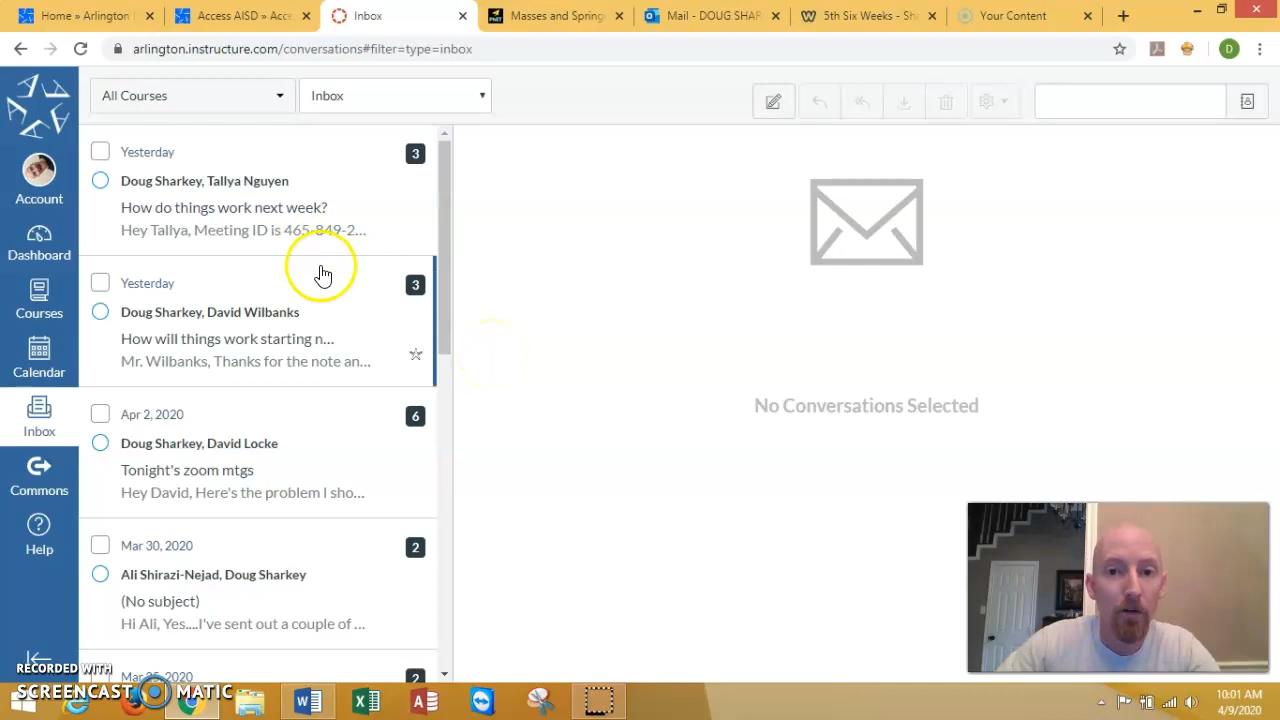 Home » Arlington
Access AISD » Acce
Inbox
Masses and Spring
Mail - DOUG SHAR
5th Six Weeks - Sha
Your Content
arlington.instructure.com/conversations#filter=type=inbox
D
All Courses
Inbox
Account
Dashboard
Courses
Calendar
Inbox
Commons
Help
Yesterday
3
Doug Sharkey, Tallya Nguyen
How do things work next week?
Hey Tallya, Meeting ID is 465-849-2...
Yesterday
3
Doug Sharkey, David Wilbanks
How will things work starting n...
Mr. Wilbanks, Thanks for the note an...
Apr 2, 2020
6
Doug Sharkey, David Locke
Tonight's zoom mtgs
Hey David, Here's the problem I sho...
Mar 30, 2020
2
Ali Shirazi-Nejad, Doug Sharkey
(No subject)
Hi Ali, Yes....I've sent out a couple of ...
2
No Conversations Selected
RECORDED WITH
SCREENCAST MATIC
10:01 AM
4/9/2020